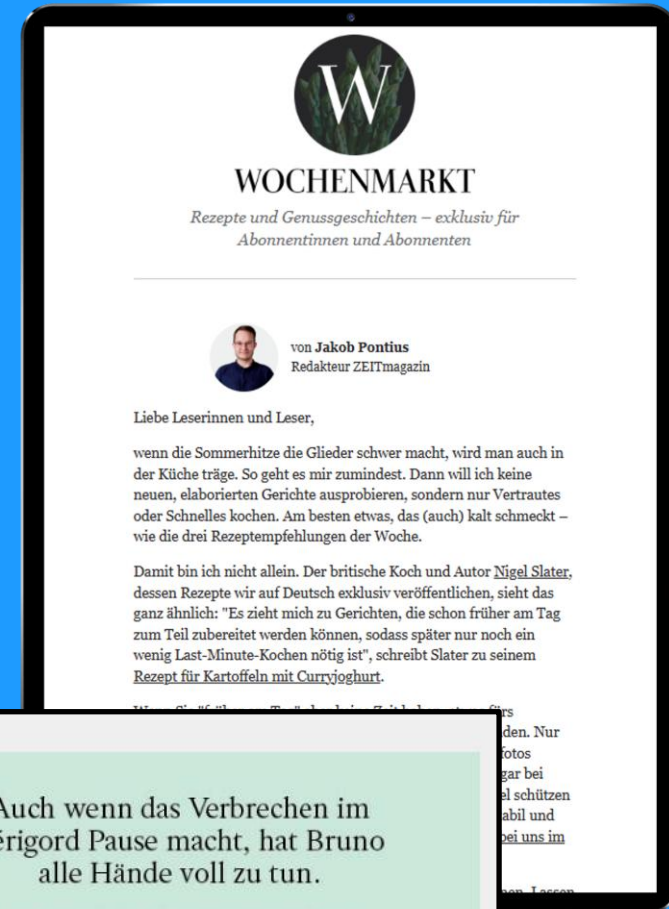 W
WOCHENMARKT
Rezepte und Genussgeschichten – exklusiv für
Abonnentinnen und Abonnenten
von Jakob Pontius
Redakteur ZEITmagazin
Liebe Leserinnen und Leser,
wenn die Sommerhitze die Glieder schwer macht, wird man auch in
der Küche träge. So geht es mir zumindest. Dann will ich keine
neuen, elaborierten Gerichte ausprobieren, sondern nur Vertrautes
oder Schnelles kochen. Am besten etwas, das (auch) kalt schmeckt –
wie die drei Rezeptempfehlungen der Woche.
Damit bin ich nicht allein. Der britische Koch und Autor Nigel Slater,
dessen Rezepte wir auf Deutsch exklusiv veröffentlichen, sieht das
ganz ähnlich: "Es zieht mich zu Gerichten, die schon früher am Tag
zum Teil zubereitet werden können, sodass später nur noch ein
wenig Last-Minute-Kochen nötig ist", schreibt Slater zu seinem
Rezept für Kartoffeln mit Curryjoghurt.
den. Nur
fotos
gar bei
schützen
abil und
bei uns im
Auch wenn das Verbrechen im
érigord Pause macht, hat Bruno
alle Hände voll zu tun.